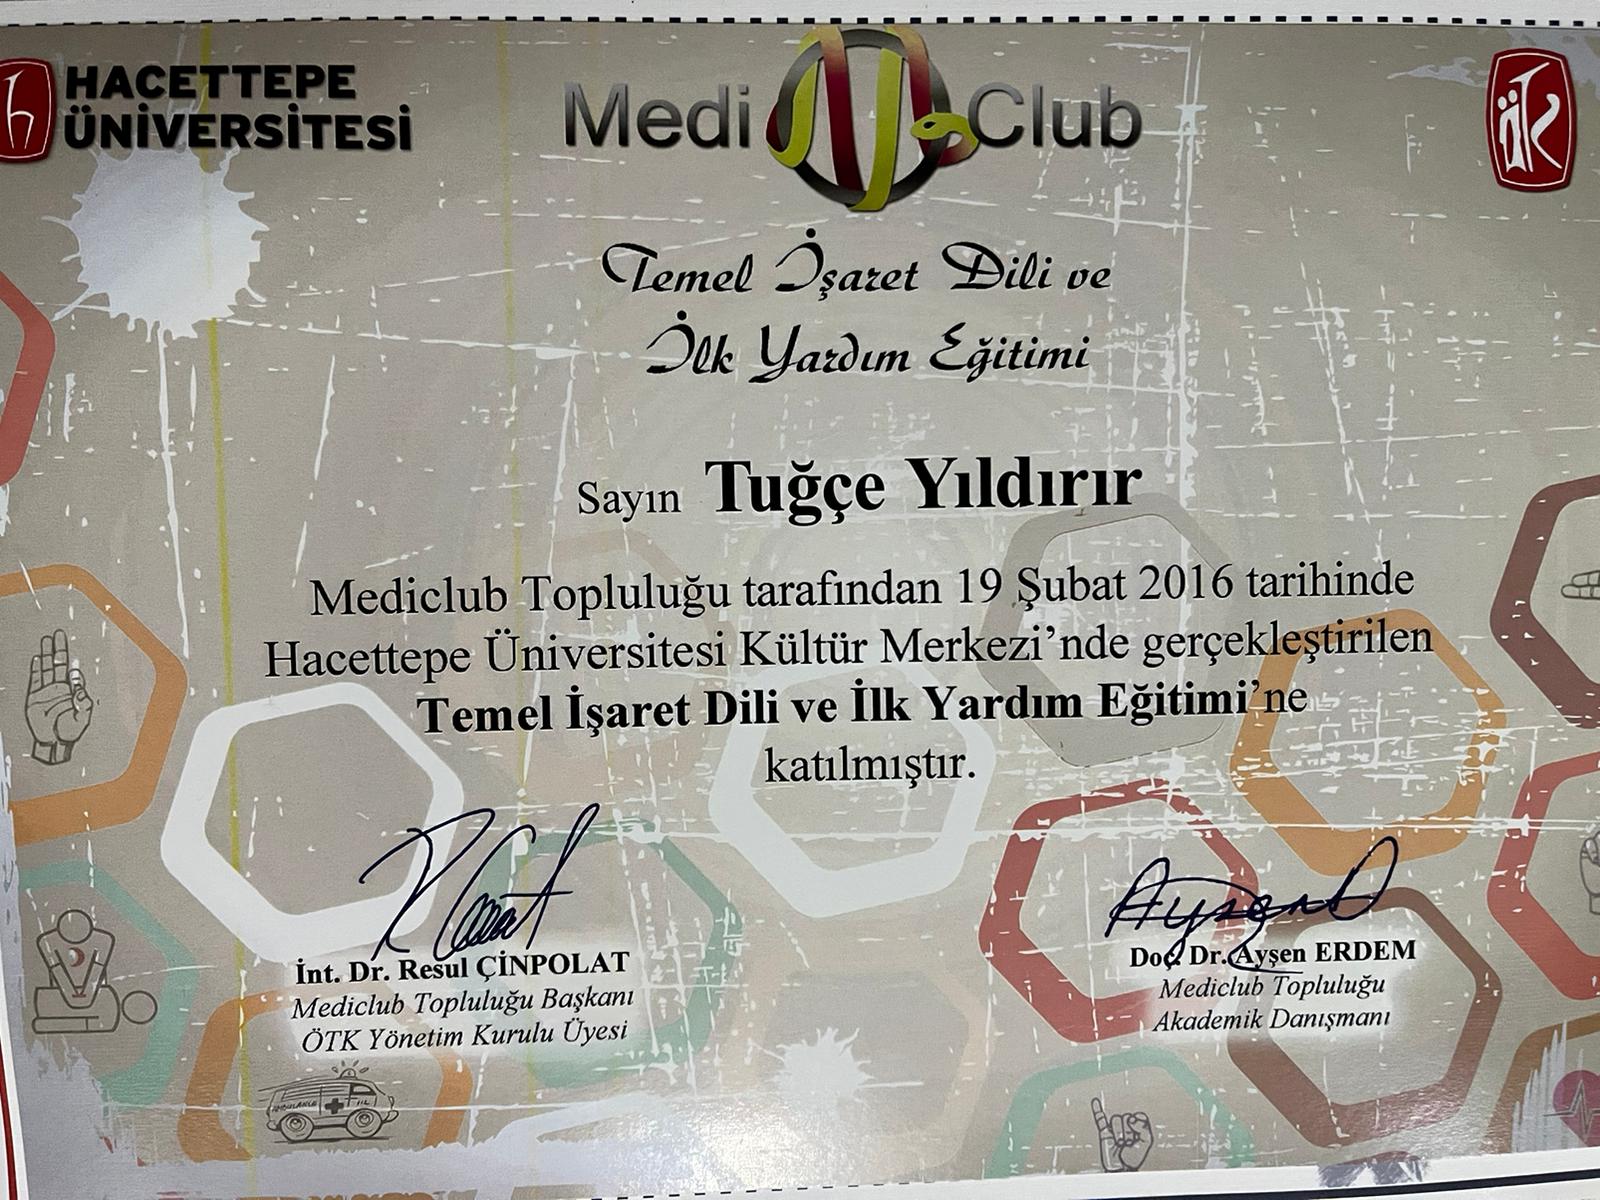 HACETTEPE
ÜNİVERSİTESİ
Medi Club
ÖTK
Temel İşaret Dili ve
İlk Yardım Eğitimi
Sayın Tuğçe Yıldırır
Mediclub Topluluğu tarafından 19 Şubat 2016 tarihinde
Hacettepe Üniversitesi Kültür Merkezi’nde gerçekleştirilen
Temel İşaret Dili ve İlk Yardım Eğitimi’ne
katılmıştır.
İnt. Dr. Resul ÇİNPOLAT
Mediclub Topluluğu Başkanı
ÖTK Yönetim Kurulu Üyesi
Doç. Dr. Ayşen ERDEM
Mediclub Topluluğu
Akademik Danışmanı